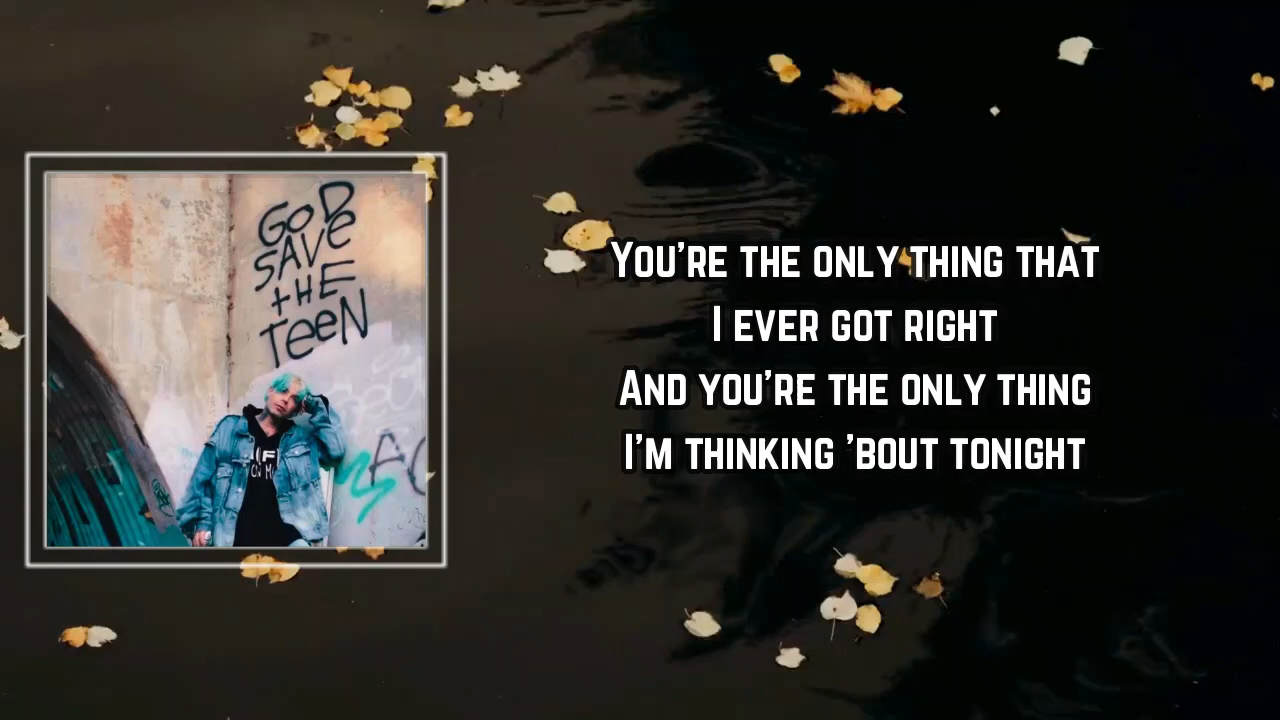 GOD
SAVe
tHE
TeeN
You're the only thing that
I ever got right
And you're the only thing
I'm thinking 'bout tonight